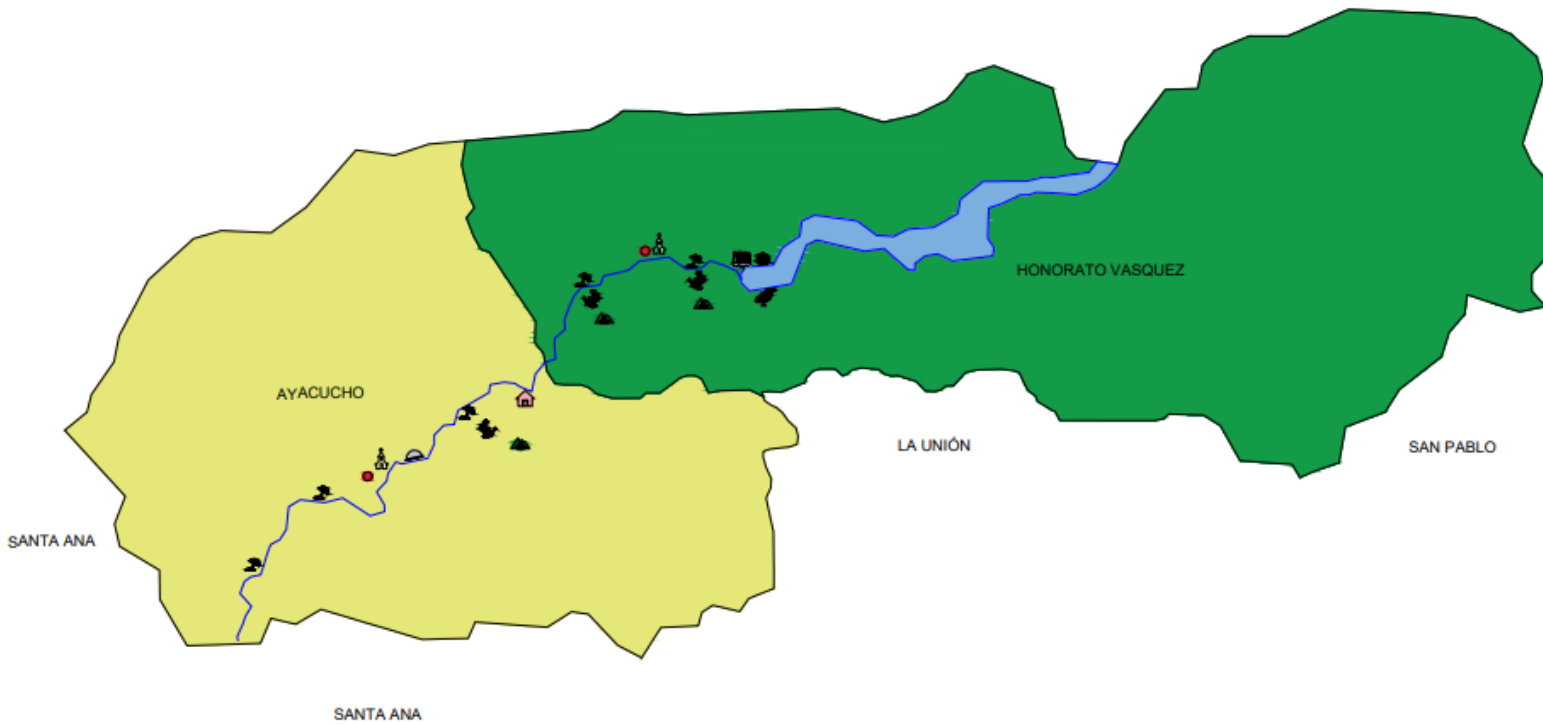 HONORATO VASQUEZ
AYACUCHO
LA UNIÓN
SAN PABLO
SANTA ANA
SANTA ANA